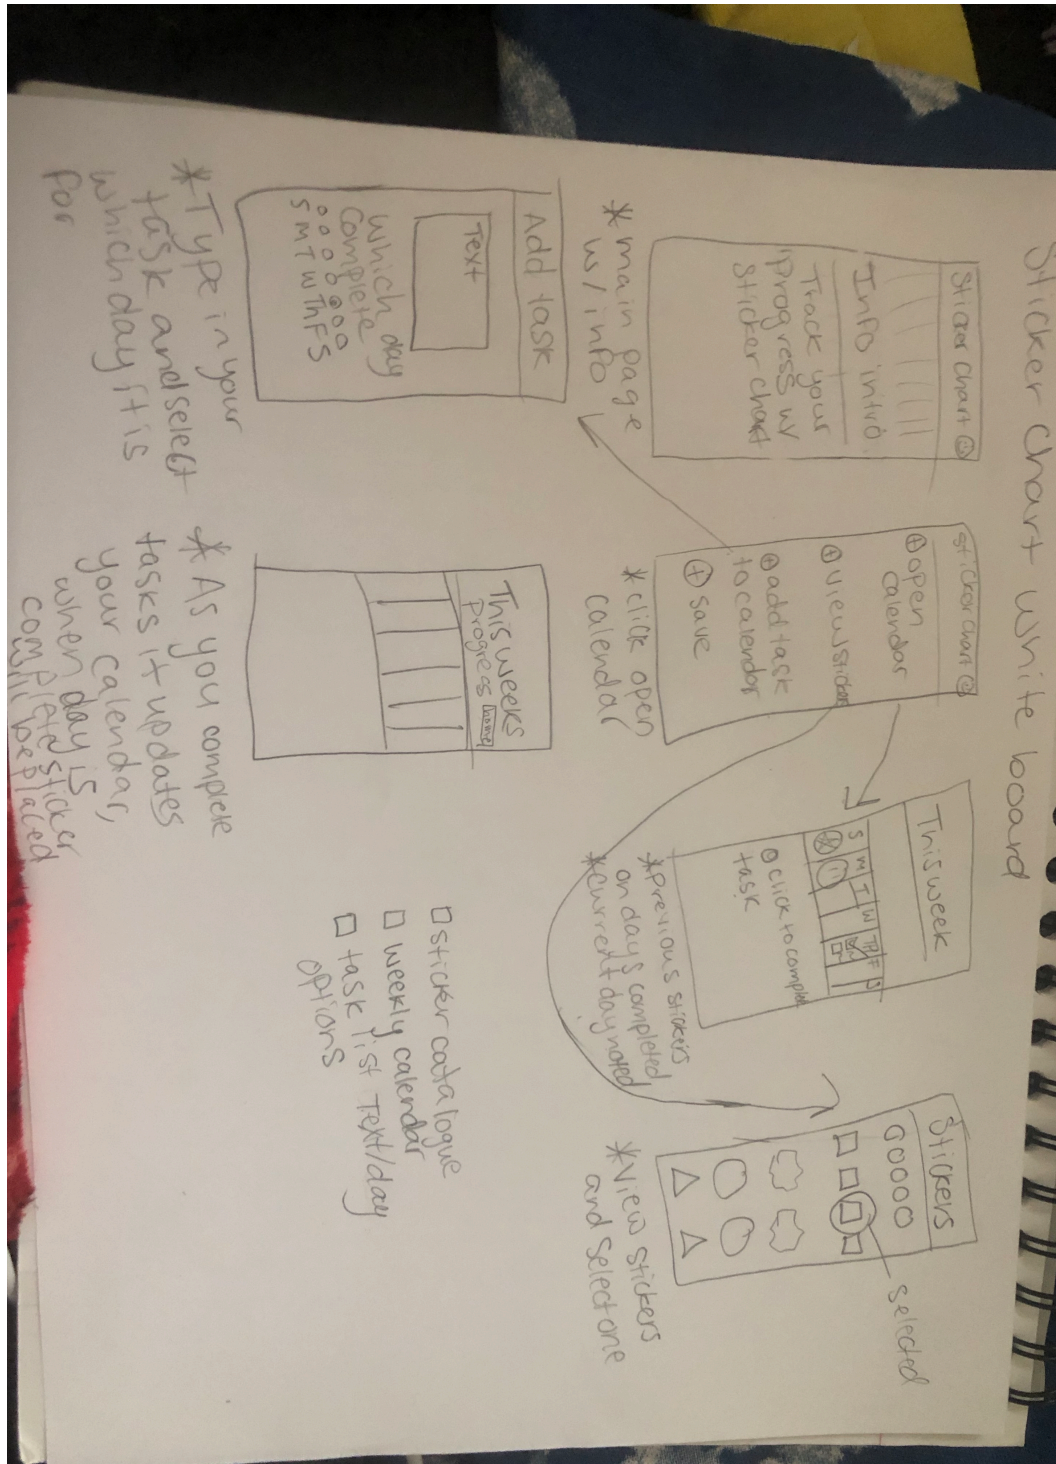 Sticker Chart White board
Sticker Chart
Info intro
Track your
progress w/
Sticker chart
*main page
w/ info
sticker chart
open
calendar
view sticker
add task
to calendar
save
*click open
calendar
This week
S M T W Th F S
click to complete
task
*previous stickers
on days completed
*current day noted
Stickers
selected
*View stickers
and select one
Add task
Text
Which day
complete
S M T W Th F S
*Type in your
task and select
which day it is
for
This weeks
Progress home
*As you complete
tasks it updates
your calendar,
when day is
complete sticker
will be placed
sticker catalogue
weekly calendar
task list Text/day
options